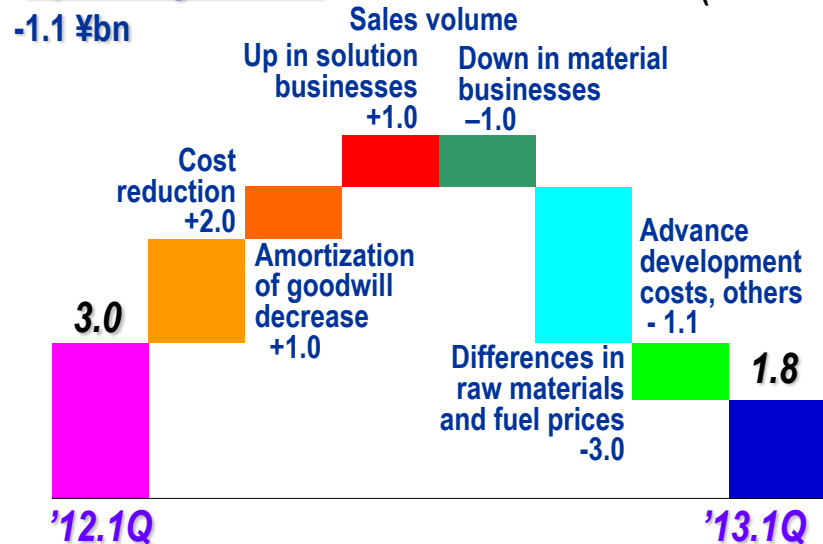 -1.1 ¥bn
Sales volume
Up in solution
businesses
+1.0
Down in material
businesses
–1.0
Cost
reduction
+2.0
Amortization
of goodwill
decrease
+1.0
Advance
development
costs, others
- 1.1
3.0
Differences in
raw materials
and fuel prices
-3.0
1.8
’12.1Q
’13.1Q